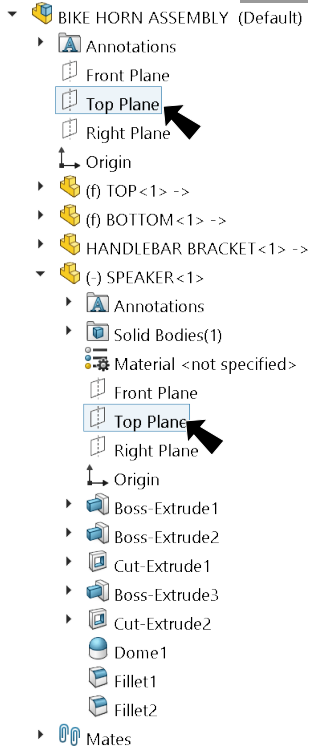 BIKE HORN ASSEMBLY (Default)
Annotations
Front Plane
Top Plane
Right Plane
Origin
(f) TOP<1> ->
(f) BOTTOM<1> ->
HANDLEBAR BRACKET<1> ->
(-) SPEAKER<1>
Annotations
Solid Bodies(1)
Material <not specified>
Front Plane
Top Plane
Right Plane
Origin
Boss-Extrude1
Boss-Extrude2
Cut-Extrude1
Boss-Extrude3
Cut-Extrude2
Dome1
Fillet1
Fillet2
Mates